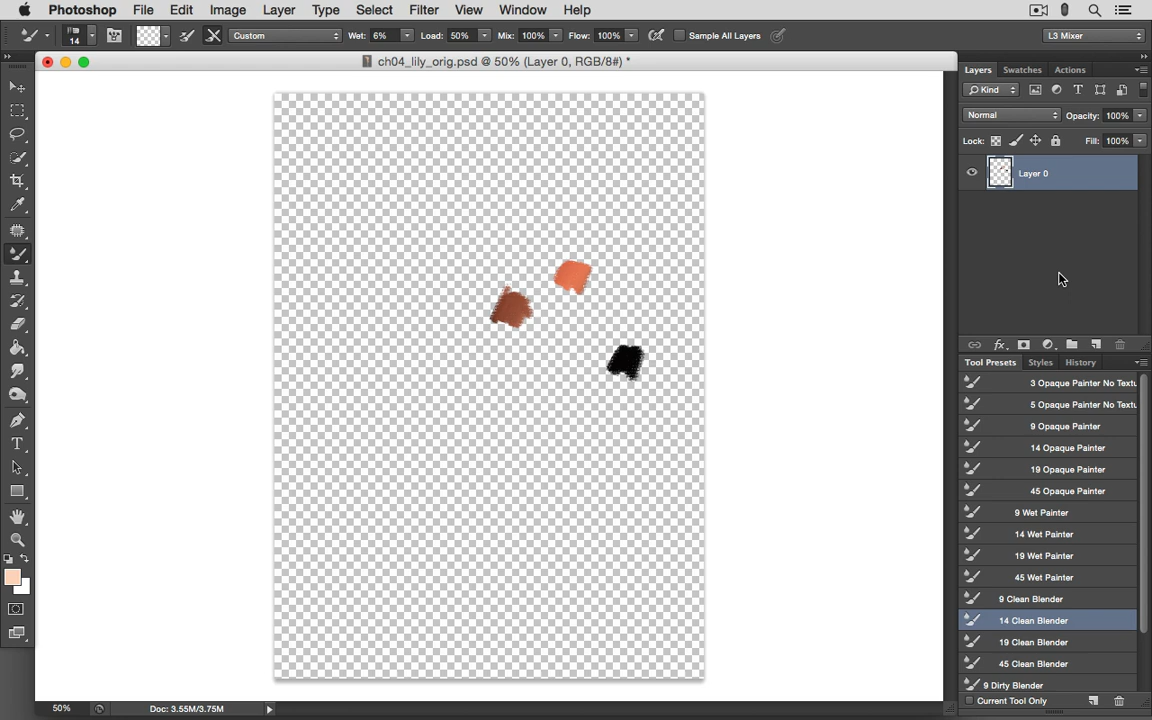 Photoshop File Edit Image Layer Type Select Filter View Window Help
14 Custom Wet: 6% Load: 50% Mix: 100% Flow: 100% Sample All Layers L3 Mixer
ch04_lily_orig.psd @ 50% (Layer 0, RGB/8#) *
Layers Swatches Actions
Kind
Normal Opacity: 100%
Lock: Fill: 100%
Layer 0
Tool Presets Styles History
3 Opaque Painter No Textu
5 Opaque Painter No Textu
9 Opaque Painter
14 Opaque Painter
19 Opaque Painter
45 Opaque Painter
9 Wet Painter
14 Wet Painter
19 Wet Painter
45 Wet Painter
9 Clean Blender
14 Clean Blender
19 Clean Blender
45 Clean Blender
9 Dirty Blender
Current Tool Only
50% Doc: 3.55M/3.75M